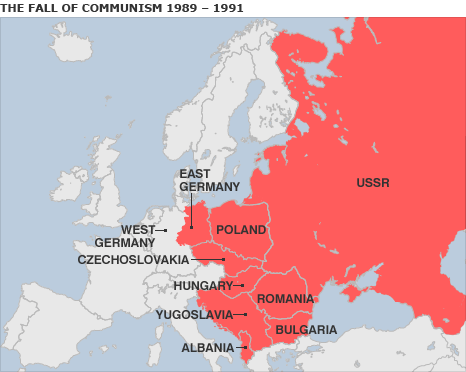 THE FALL OF COMMUNISM 1989 – 1991
EAST
GERMANY
USSR
WEST
GERMANY
POLAND
CZECHOSLOVAKIA
HUNGARY
ROMANIA
YUGOSLAVIA
BULGARIA
ALBANIA